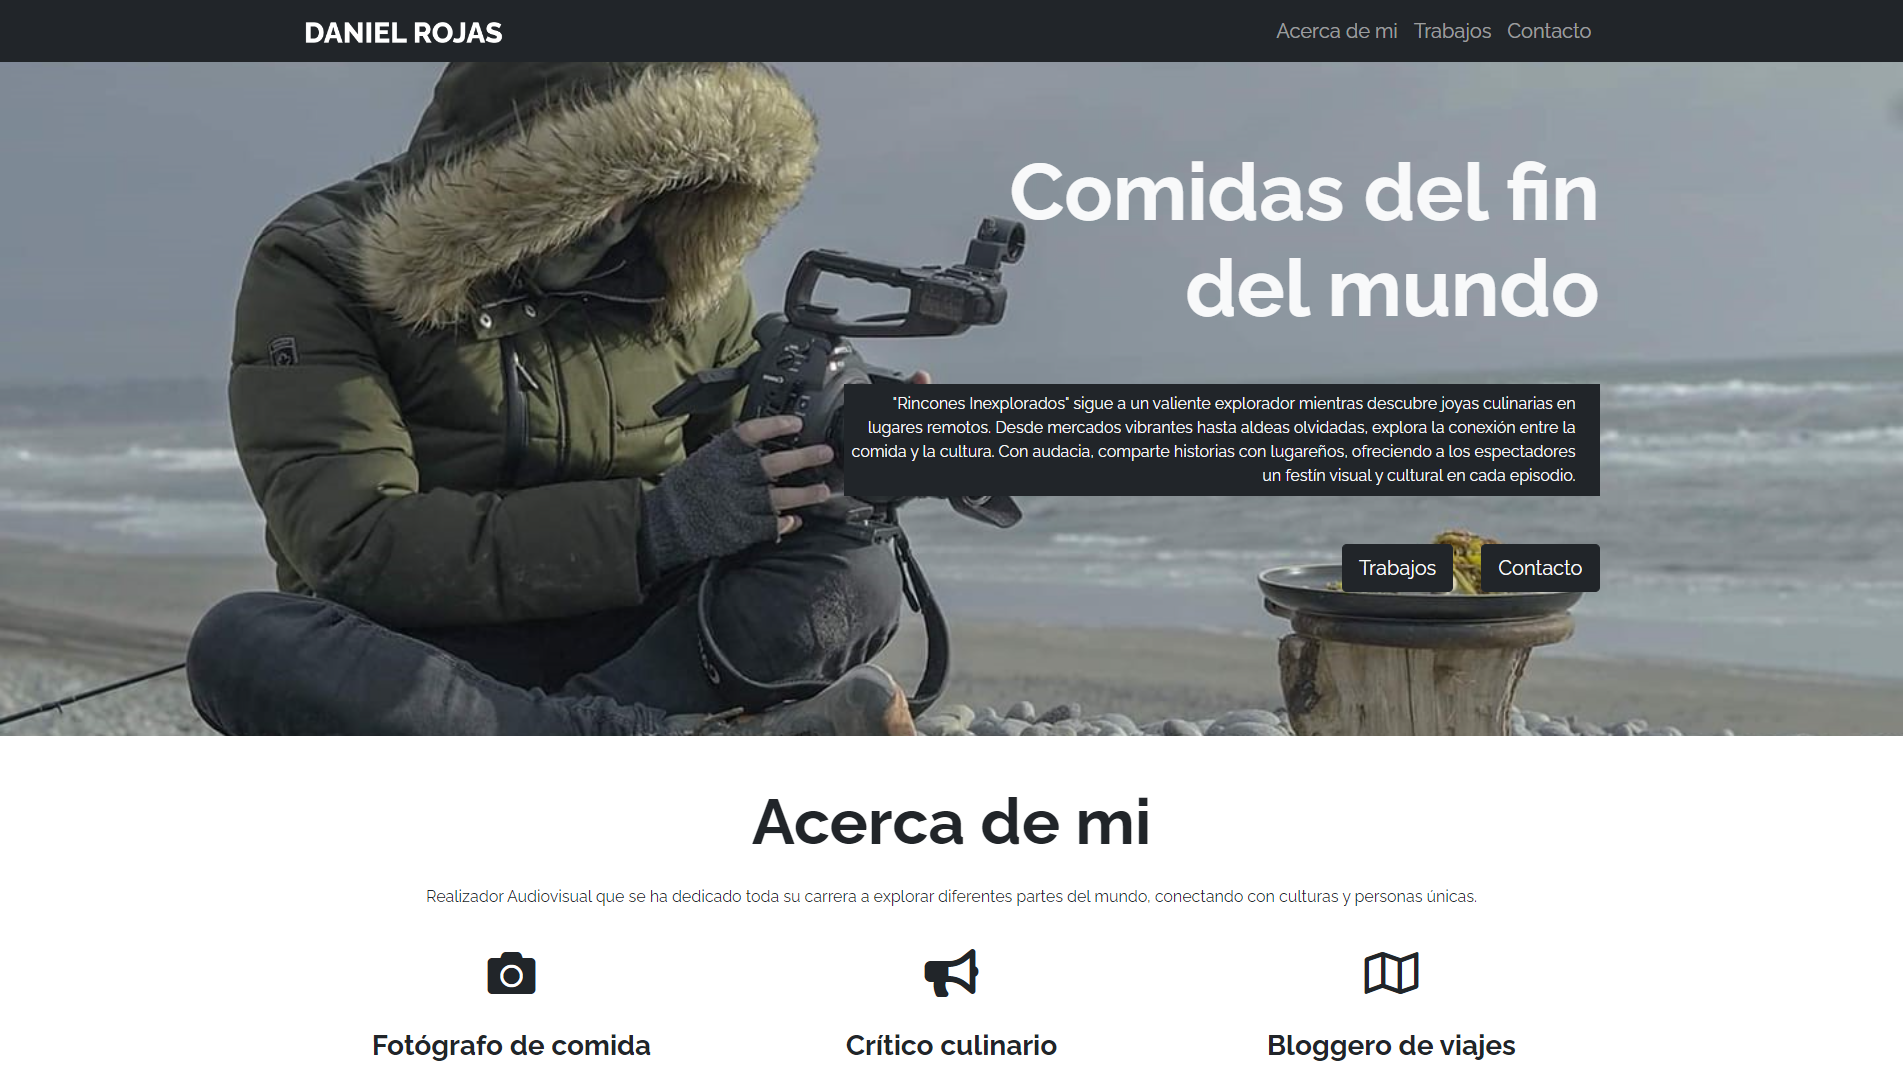 DANIEL ROJAS
Acerca de mi
Trabajos
Contacto
Comidas del fin
del mundo
"Rincones Inexplorados" sigue a un valiente explorador mientras descubre joyas culinarias en
lugares remotos. Desde mercados vibrantes hasta aldeas olvidadas, explora la conexión entre la
comida y la cultura. Con audacia, comparte historias con lugareños, ofreciendo a los espectadores
un festín visual y cultural en cada episodio.
Trabajos
Contacto
Acerca de mi
Realizador Audiovisual que se ha dedicado toda su carrera a explorar diferentes partes del mundo, conectando con culturas y personas únicas.
Fotógrafo de comida
Crítico culinario
Bloggero de viajes